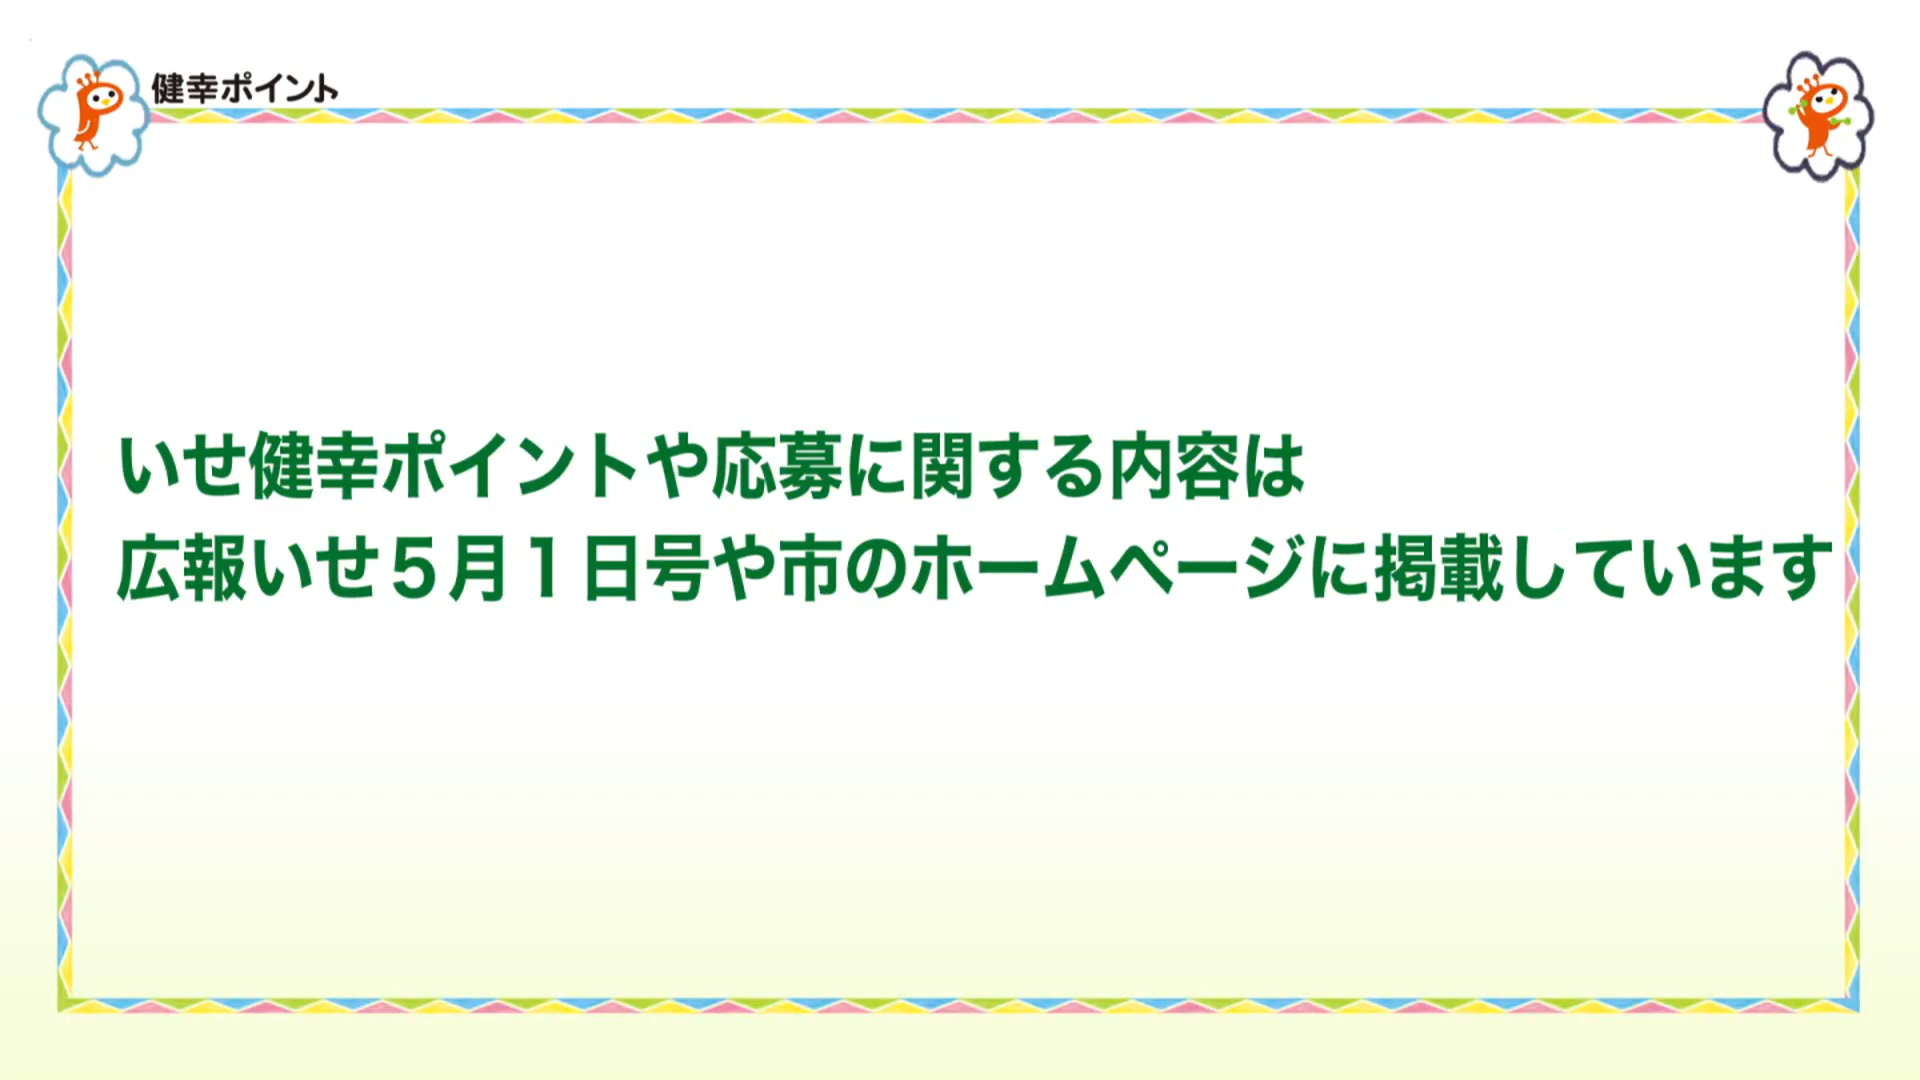 健幸ポイント
いせ健幸ポイントや応募に関する内容は
広報いせ５月１日号や市のホームページに掲載しています